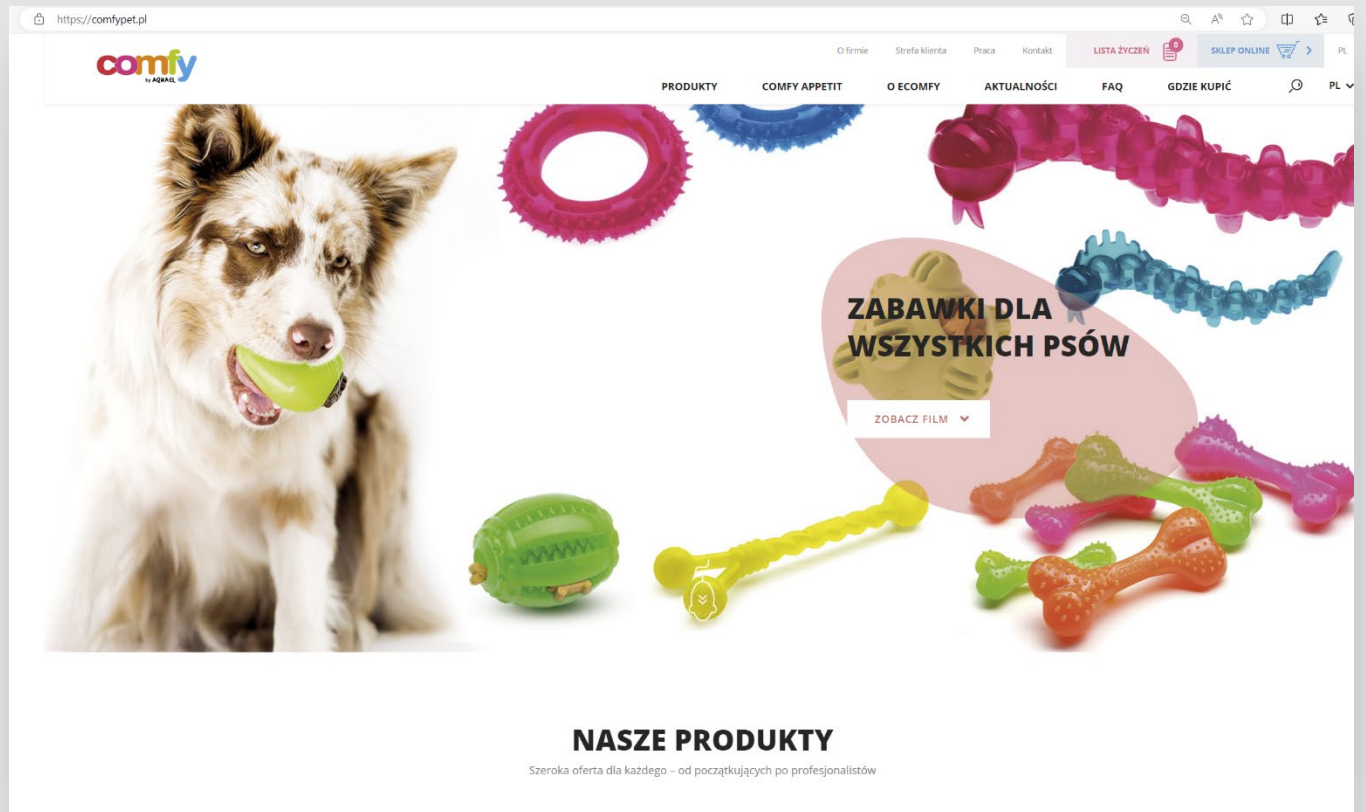 https://comfypet.pl
comfy
by AQUAEL
O firmie Strefa klienta Praca Kontakt LISTA ŻYCZEŃ 0 SKLEP ONLINE PL
PRODUKTY COMFY APPETIT O ECOMFY AKTUALNOŚCI FAQ GDZIE KUPIĆ PL
ZABAWKI DLA
WSZYSTKICH PSÓW
ZOBACZ FILM
NASZE PRODUKTY
Szeroka oferta dla każdego – od początkujących po profesjonalistów